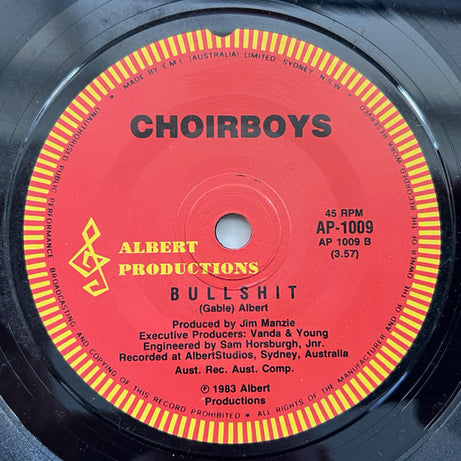 • MADE BY E.M.I (AUSTRALIA) LIMITED. SYDNEY, N.S.W. •
UNAUTHORISED PUBLIC PERFORMANCE BROADCASTING AND COPYING OF THIS RECORD PROHIBITED • ALL RIGHTS OF THE MANUFACTURER AND OF THE OWNER OF THE RECORDED WORK RESERVED
CHOIRBOYS
45 RPM
AP-1009
AP 1009 B
(3.57)
ALBERT
PRODUCTIONS
BULLSHIT
(Gable) Albert
Produced by Jim Manzie
Executive Producers: Vanda & Young
Engineered by Sam Horsburgh, Jnr.
Recorded at AlbertStudios, Sydney, Australia
Aust. Rec. Aust. Comp.
℗ 1983 Albert
Productions